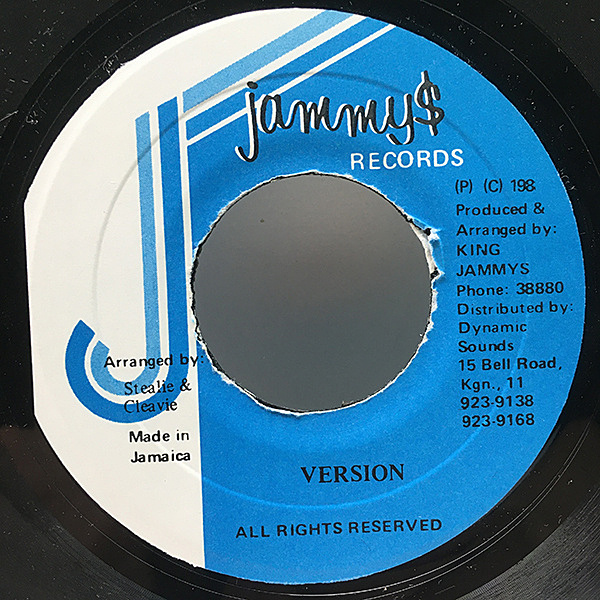 jammy$
RECORDS
(P) (C) 198
Produced &
Arranged by:
KING
JAMMYS
Phone: 38880
Distributed by:
Dynamic
Sounds
15 Bell Road,
Kgn., 11
923-9138
923-9168
Arranged by:
Stealie &
Cleavie
Made in
Jamaica
VERSION
ALL RIGHTS RESERVED